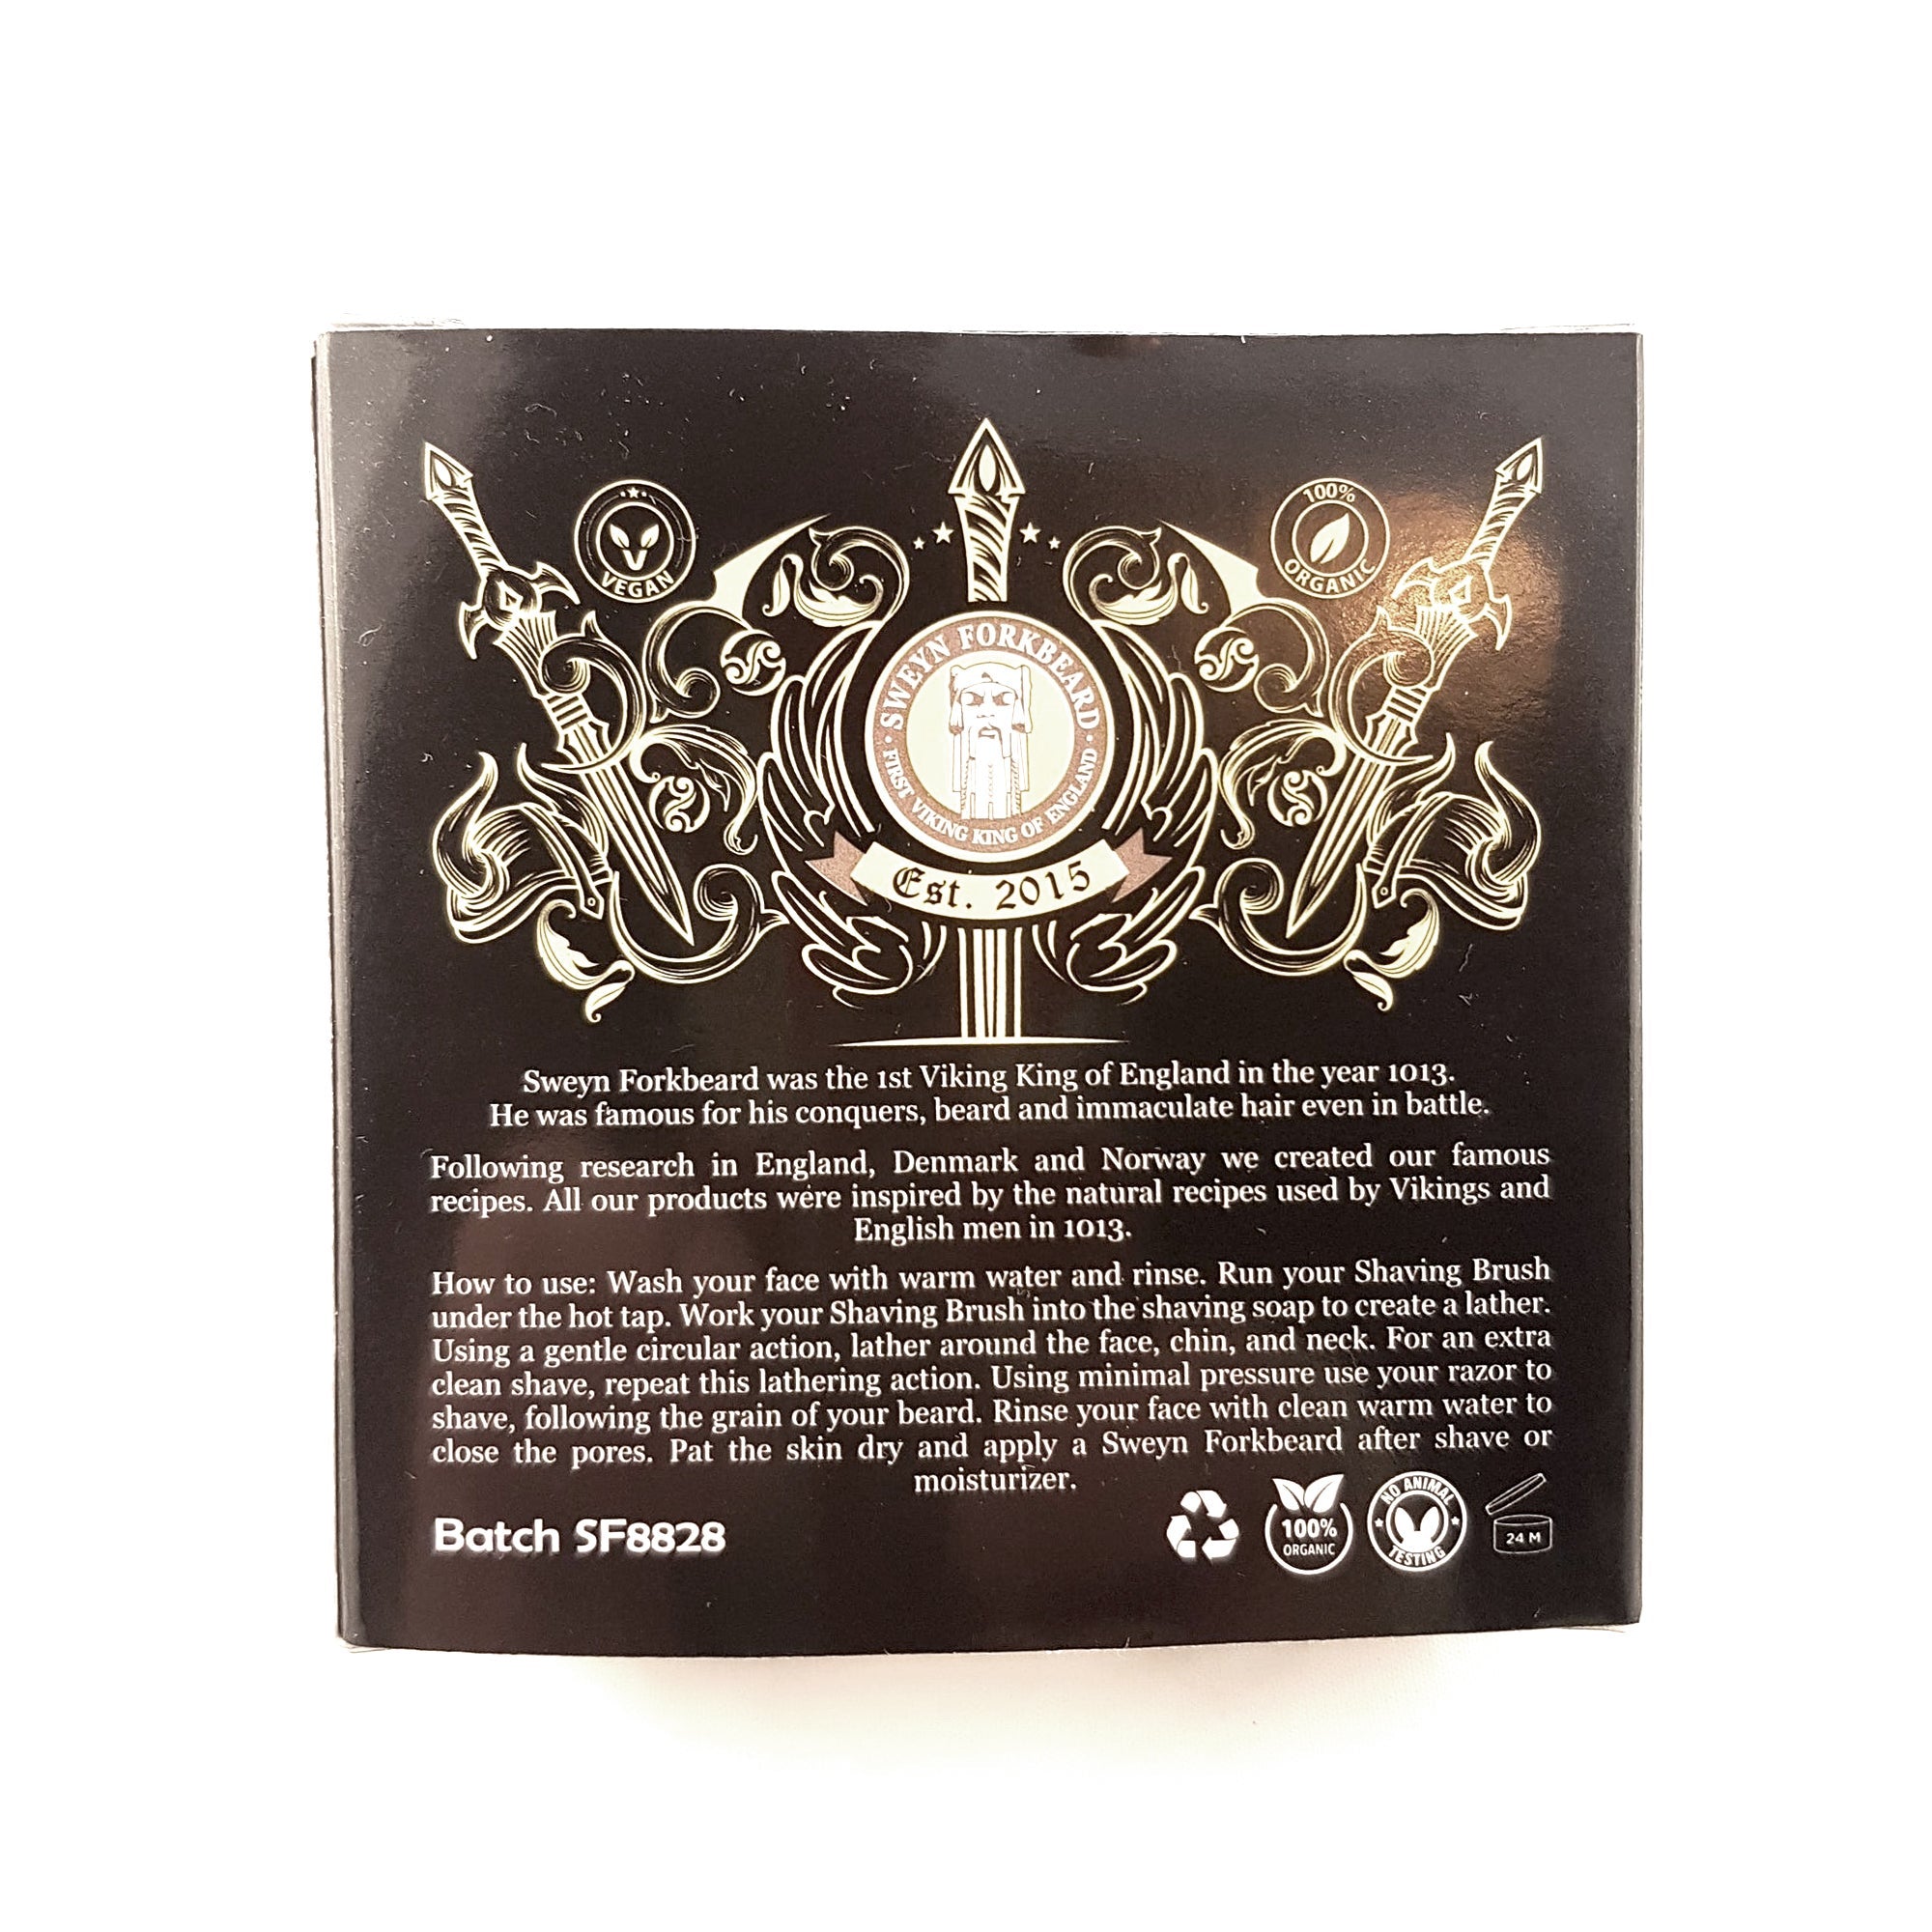 VEGAN
100%
ORGANIC
· SWEYN FORKBEARD ·
FIRST VIKING KING OF ENGLAND
Est. 2015
Sweyn Forkbeard was the 1st Viking King of England in the year 1013.
He was famous for his conquers, beard and immaculate hair even in battle.
Following research in England, Denmark and Norway we created our famous
recipes. All our products were inspired by the natural recipes used by Vikings and
English men in 1013.
How to use: Wash your face with warm water and rinse. Run your Shaving Brush
under the hot tap. Work your Shaving Brush into the shaving soap to create a lather.
Using a gentle circular action, lather around the face, chin, and neck. For an extra
clean shave, repeat this lathering action. Using minimal pressure use your razor to
shave, following the grain of your beard. Rinse your face with clean warm water to
close the pores. Pat the skin dry and apply a Sweyn Forkbeard after shave or
moisturizer.
Batch SF8828
100%
ORGANIC
NO ANIMAL
TESTING
24 M